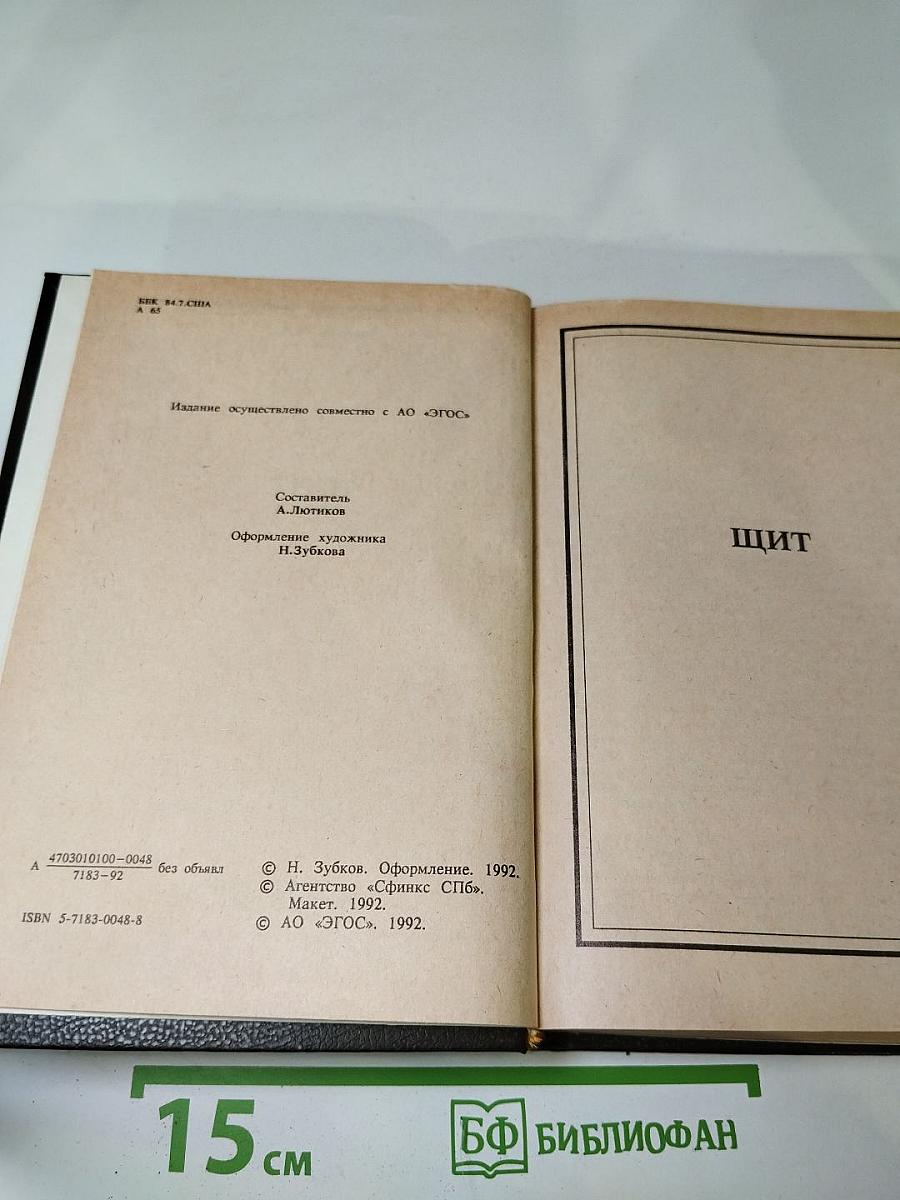 ББК 84.7.США
А 65
Издание осуществлено совместно с АО «ЭГОС»
Составитель
А.Лютиков
Оформление художника
Н.Зубкова
А 4703010100—0048 без объявл
7183—92
ISBN 5-7183-0048-8
© Н. Зубков. Оформление. 1992.
© Агентство «Сфинкс СПб».
Макет. 1992.
© АО «ЭГОС». 1992.
ЩИТ
15 см
БФ БИБЛИОФАН